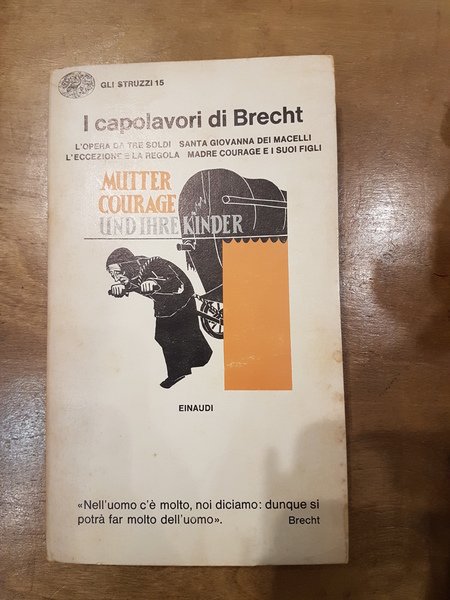 GLI STRUZZI 15
I capolavori di Brecht
L'OPERA DA TRE SOLDI SANTA GIOVANNA DEI MACELLI
L'ECCEZIONE E LA REGOLA MADRE COURAGE E I SUOI FIGLI
MUTTER
COURAGE
UND IHRE KINDER
EINAUDI
«Nell'uomo c'è molto, noi diciamo: dunque si
potrà far molto dell'uomo».
Brecht